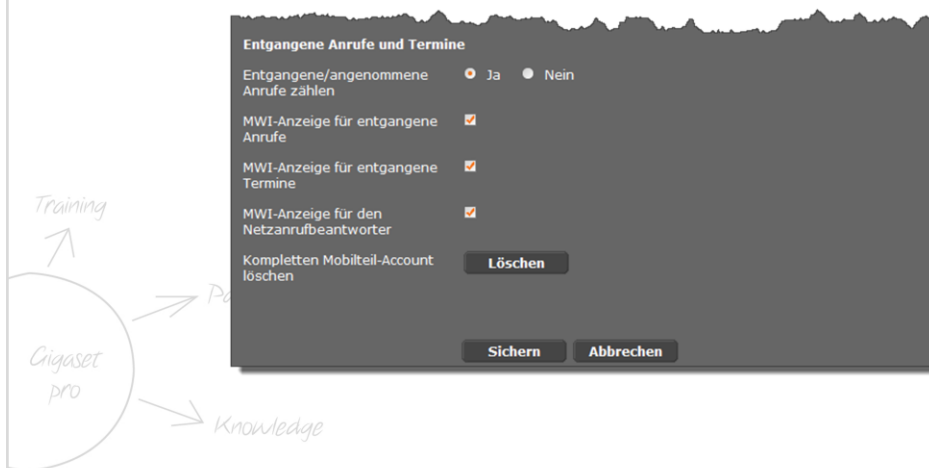 Entgangene Anrufe und Termine
Entgangene/angenommene
Anrufe zählen
Ja
Nein
MWI-Anzeige für entgangene
Anrufe
MWI-Anzeige für entgangene
Termine
MWI-Anzeige für den
Netzanrufbeantworter
Kompletten Mobilteil-Account
löschen
Löschen
Sichern
Abbrechen
Training
Gigaset
pro
Knowledge